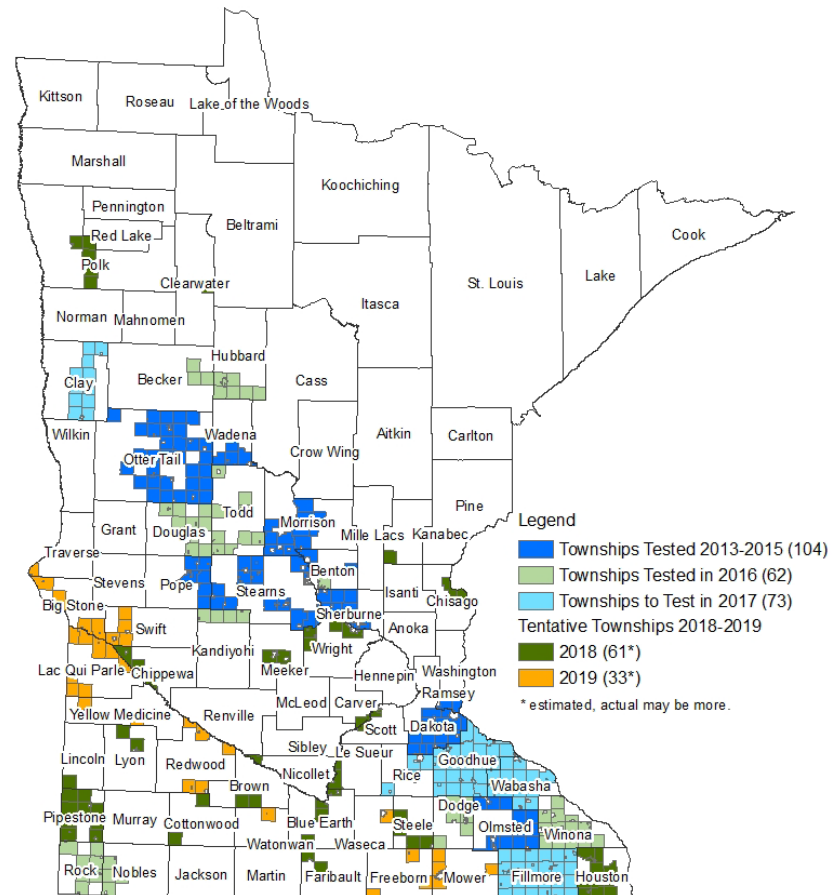 Kittson
Roseau
Lake of the Woods
Marshall
Koochiching
Pennington
Beltrami
Red Lake
Cook
Polk
Clearwater
St. Louis
Lake
Itasca
Norman
Mahnomen
Hubbard
Clay
Becker
Cass
Wilkin
Wadena
Aitkin
Carlton
Otter Tail
Crow Wing
Pine
Grant
Douglas
Todd
Morrison
Mille Lacs
Kanabec
Traverse
Stevens
Pope
Stearns
Benton
Isanti
Chisago
Big Stone
Swift
Sherburne
Anoka
Kandiyohi
Wright
Lac Qui Parle
Chippewa
Meeker
Hennepin
Washington
Ramsey
McLeod
Carver
Yellow Medicine
Renville
Scott
Dakota
Lincoln
Lyon
Redwood
Sibley
Le Sueur
Rice
Goodhue
Nicollet
Wabasha
Brown
Pipestone
Murray
Cottonwood
Blue Earth
Steele
Dodge
Olmsted
Winona
Watonwan
Waseca
Rock
Nobles
Jackson
Martin
Faribault
Freeborn
Mower
Fillmore
Houston
Legend
Townships Tested 2013-2015 (104)
Townships Tested in 2016 (62)
Townships to Test in 2017 (73)
Tentative Townships 2018-2019
2018 (61*)
2019 (33*)
* estimated, actual may be more.